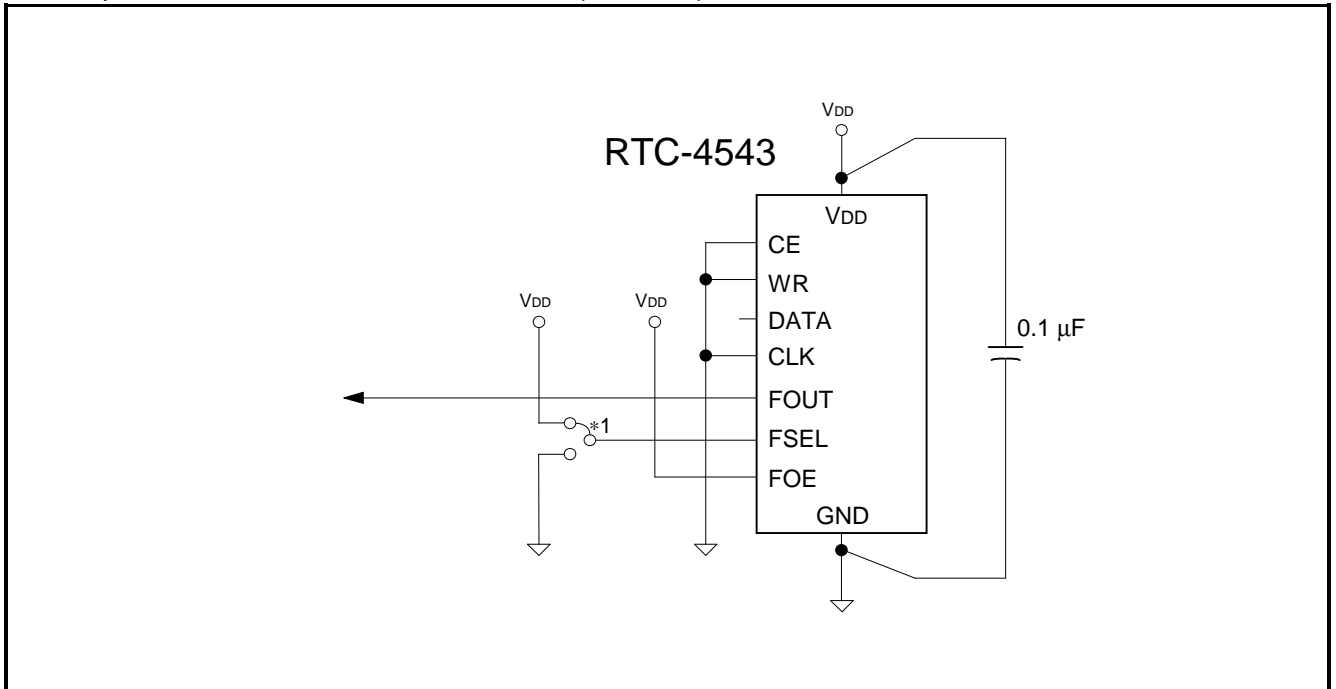 VDD
RTC-4543
VDD
CE
WR
VDD
VDD
DATA
0.1 μF
CLK
FOUT
*1
FSEL
FOE
GND